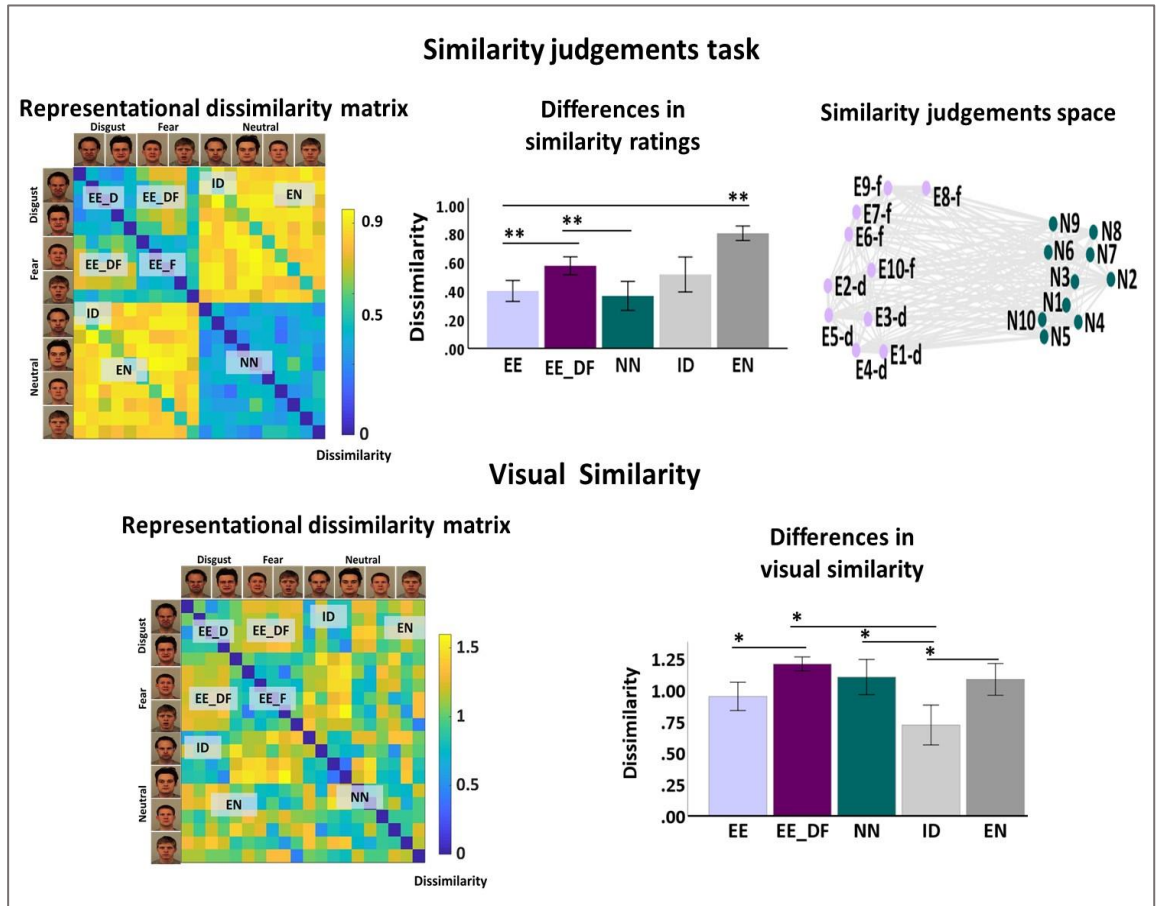 Similarity judgements task
Representational dissimilarity matrix
Disgust Fear Neutral
Disgust
Fear
Neutral
EE_D EE_DF ID EN
EE_DF EE_F
ID
EN NN
0.9
0.5
0
Dissimilarity
Differences in
similarity ratings
Dissimilarity
1.00
.80
.60
.40
.20
.00
** ** **
EE EE_DF NN ID EN
Similarity judgements space
E9-f
E8-f
E7-f
E6-f
E10-f
E2-d
E3-d
E5-d
E1-d
E4-d
N9
N8
N6
N7
N3
N2
N1
N10
N4
N5
Visual Similarity
Representational dissimilarity matrix
Disgust Fear Neutral
Disgust
Fear
Neutral
EE_D EE_DF ID EN
EE_DF EE_F
ID
EN NN
1.5
1
0.5
0
Dissimilarity
Differences in
visual similarity
Dissimilarity
1.25
1.00
0.75
0.50
0.25
.00
* * * *
EE EE_DF NN ID EN